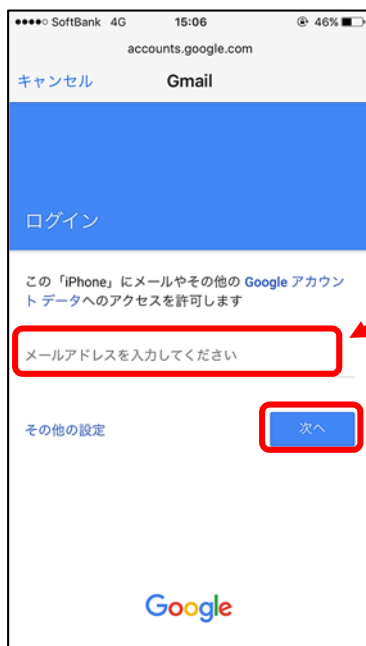 SoftBank 4G 15:06 46%
accounts.google.com
キャンセル Gmail
ログイン
この「iPhone」にメールやその他の Google アカウン
ト データへのアクセスを許可します
メールアドレスを入力してください
その他の設定 次へ
Google